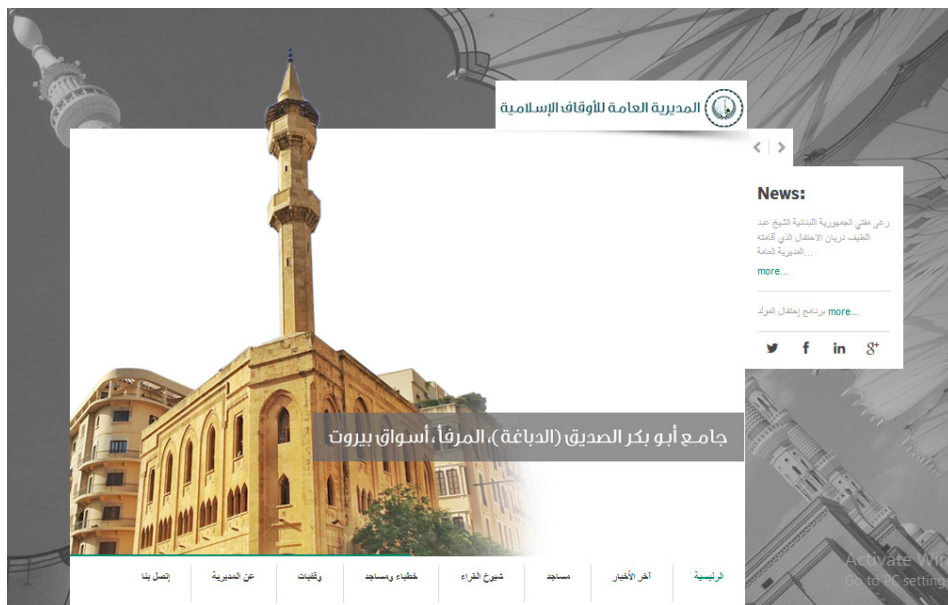 المديرية العامة للأوقاف الإسلامية
News:
رعى مفتي الجمهورية اللبنانية الشيخ عبد
اللطيف دريان الاحتفال الذي أقامته
المديرية العامة...
more...
برنامج إحتفال المولد more...
جامع أبو بكر الصديق (الدباغة)، المرفأ، أسواق بيروت
الرئيسية
آخر الأخبار
مساجد
شيوخ القراء
خطباء ومساجد
وقفيات
عن المديرية
إتصل بنا
Activate Win
Go to PC setting